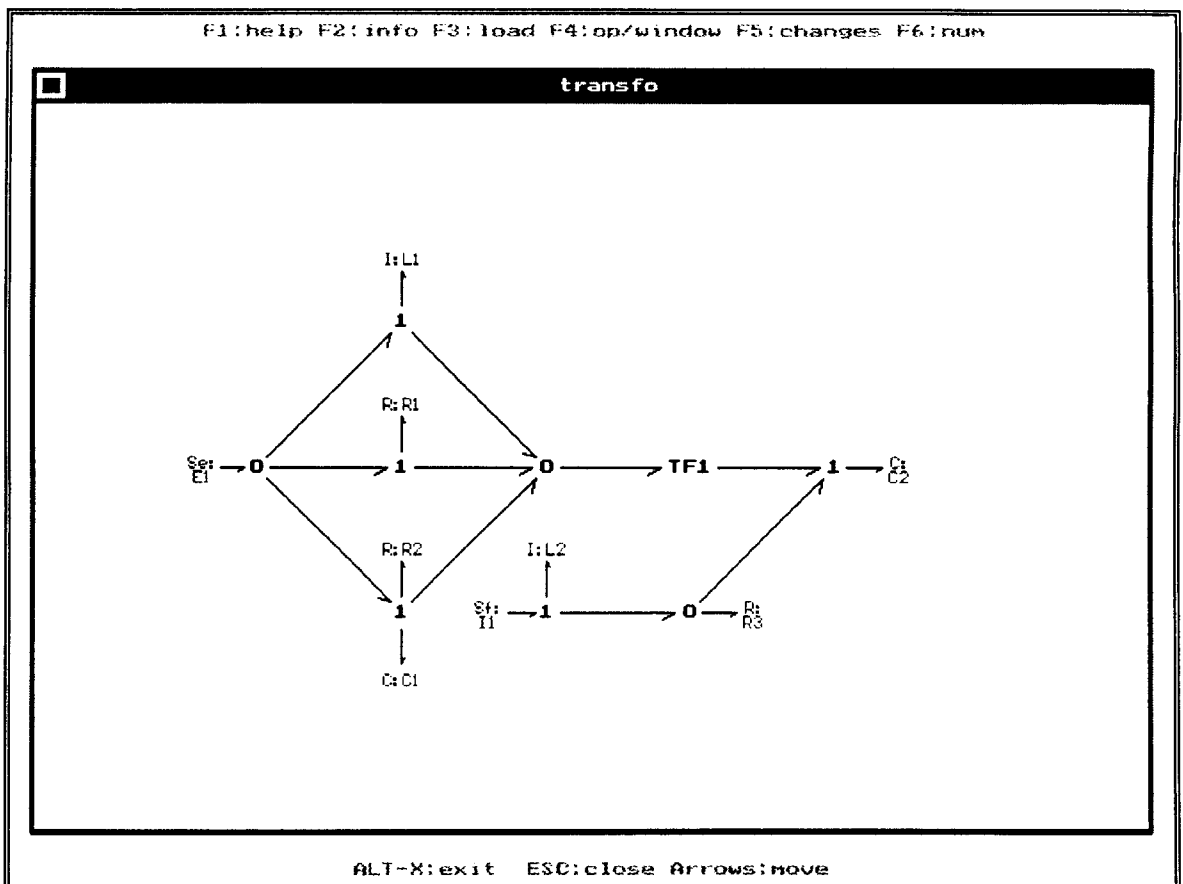 F1:help F2:info F3:load F4:op/window F5:changes F6:num
transfo
I:L1
1
R:R1
Se:
E1
0
1
0
TF1
1
C:
C2
R:R2
I:L2
1
Sf:
I1
1
0
R:
R3
C:C1
ALT-X:exit ESC:close Arrows:move